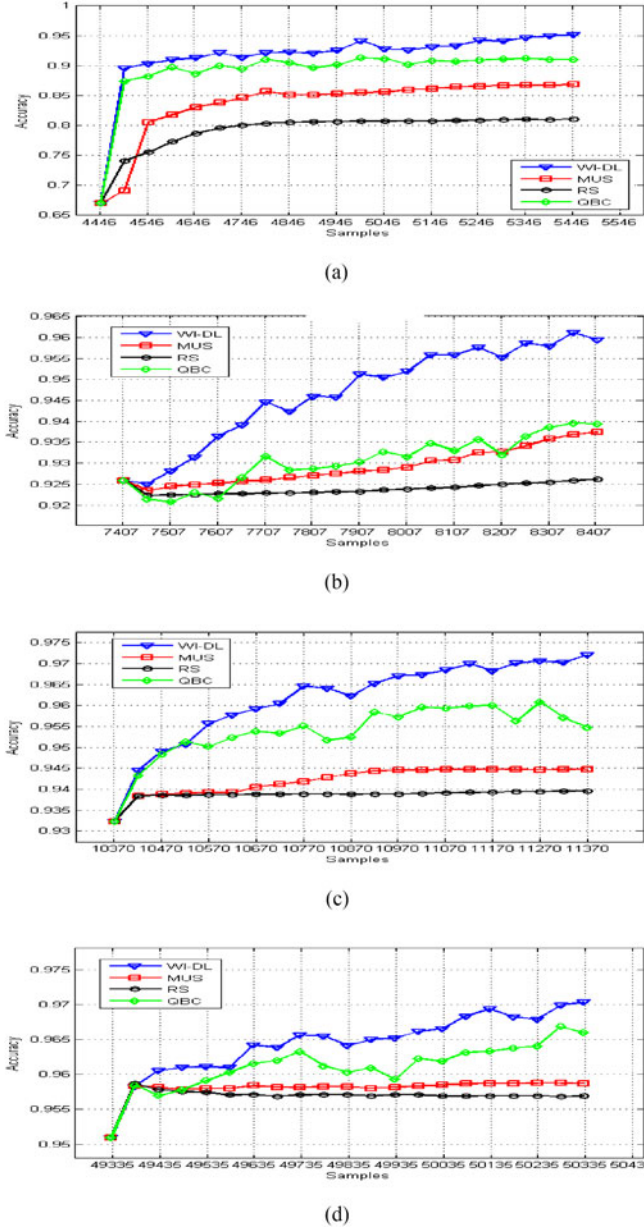 1
0.95
0.9
0.85
0.8
0.75
0.7
0.65
Accuracy
4446 4546 4646 4746 4846 4946 5046 5146 5246 5346 5446 5546
Samples
WI-DL
MUS
RS
QBC
(a)
0.965
0.96
0.955
0.95
0.945
0.94
0.935
0.93
0.925
0.92
Accuracy
WI-DL
MUS
RS
QBC
7407 7507 7607 7707 7807 7907 8007 8107 8207 8307 8407
Samples
(b)
0.975
0.97
0.965
0.96
0.955
0.95
0.945
0.94
0.935
0.93
Accuracy
WI-DL
MUS
RS
QBC
10370 10470 10570 10670 10770 10870 10970 11070 11170 11270 11370
Samples
(c)
0.975
0.97
0.965
0.96
0.955
0.95
Accuracy
WI-DL
MUS
RS
QBC
49335 49435 49535 49635 49735 49835 49935 50035 50135 50235 50335 5043
Samples
(d)